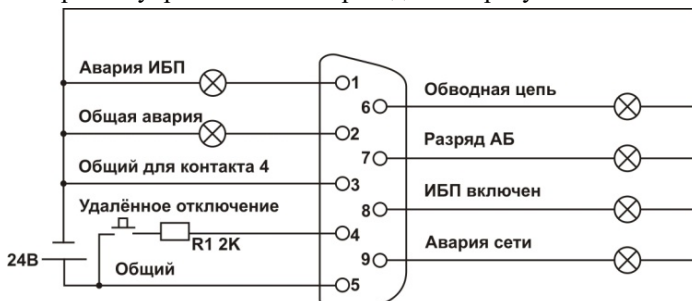 Авария ИБП
1
Обводная цепь
6
Общая авария
2
Разряд АБ
7
Общий для контакта 4
3
ИБП включен
8
Удалённое отключение
4
R1 2K
Авария сети
9
24В
Общий
5